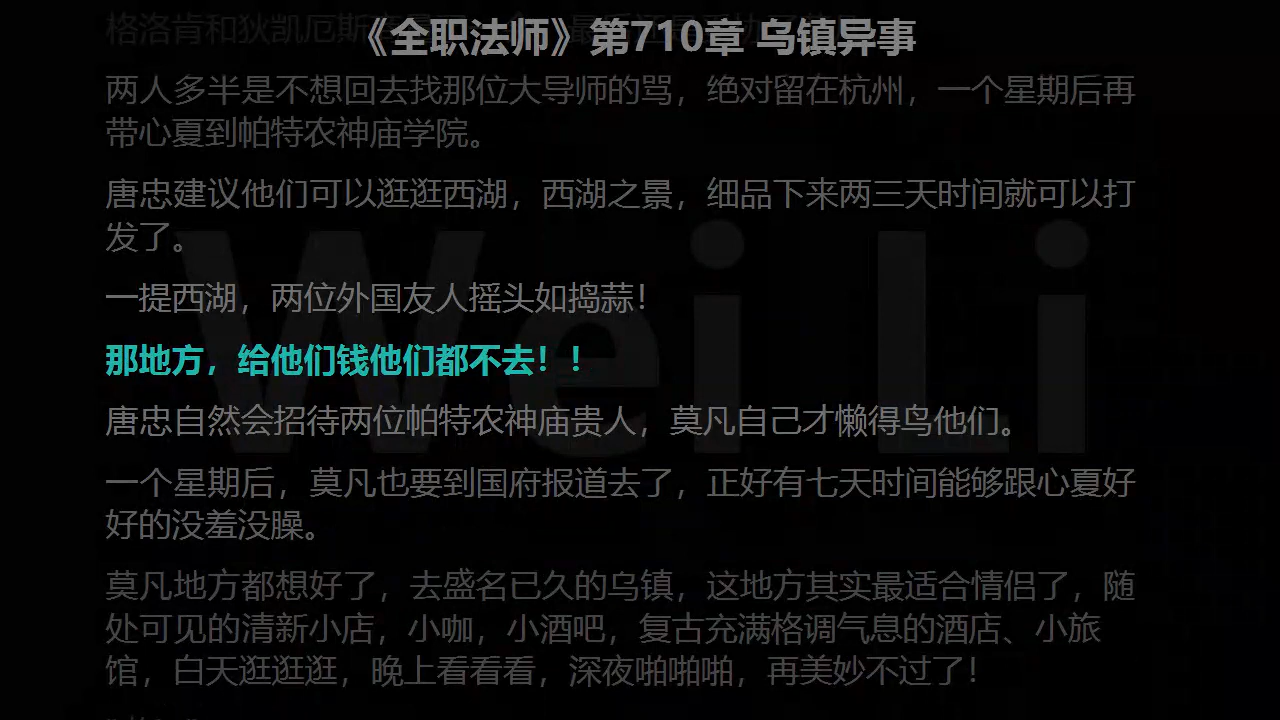 《全职法师》第710章 乌镇异事
格洛肯和狄凯厄斯
两人多半是不想回去找那位大导师的骂，绝对留在杭州，一个星期后再
带心夏到帕特农神庙学院。
唐忠建议他们可以逛逛西湖，西湖之景，细品下来两三天时间就可以打
发了。
一提西湖，两位外国友人摇头如捣蒜！
那地方，给他们钱他们都不去！！
唐忠自然会招待两位帕特农神庙贵人，莫凡自己才懒得鸟他们。
一个星期后，莫凡也要到国府报道去了，正好有七天时间能够跟心夏好
好的没羞没臊。
莫凡地方都想好了，去盛名已久的乌镇，这地方其实最适合情侣了，随
处可见的清新小店，小咖，小酒吧，复古充满格调气息的酒店、小旅
馆，白天逛逛逛，晚上看看看，深夜啪啪啪，再美妙不过了！
Wei Li